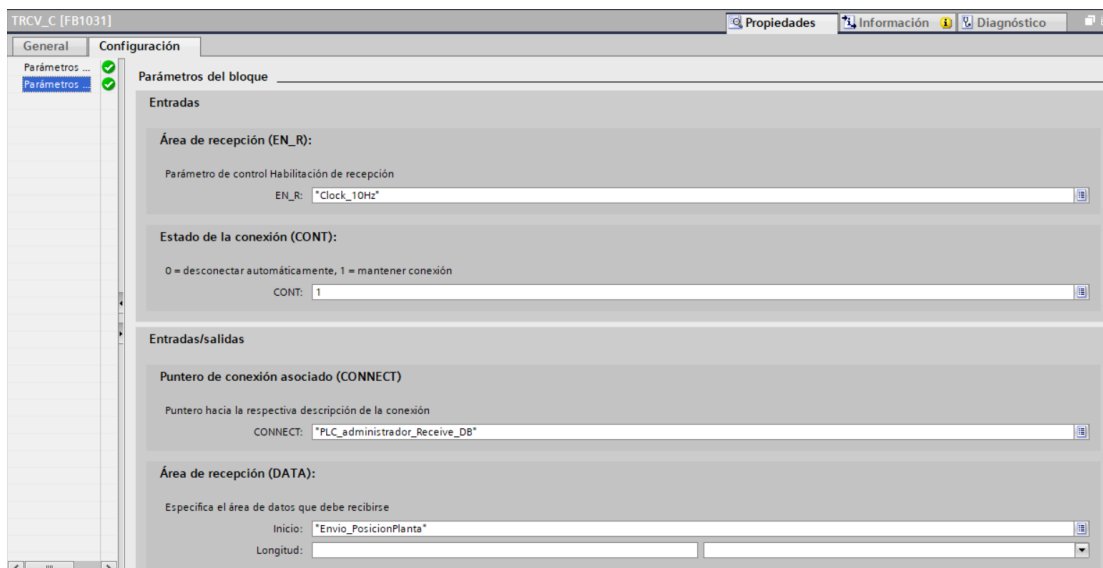 TRCV_C [FB1031]
Propiedades
Información
Diagnóstico
General
Configuración
Parámetros ...
Parámetros ...
Parámetros del bloque
Entradas
Área de recepción (EN_R):
Parámetro de control Habilitación de recepción
EN_R: "Clock_10Hz"
Estado de la conexión (CONT):
0 = desconectar automáticamente, 1 = mantener conexión
CONT: 1
Entradas/salidas
Puntero de conexión asociado (CONNECT)
Puntero hacia la respectiva descripción de la conexión
CONNECT: "PLC_administrador_Receive_DB"
Área de recepción (DATA):
Especifica el área de datos que debe recibirse
Inicio: "Envio_PosicionPlanta"
Longitud: